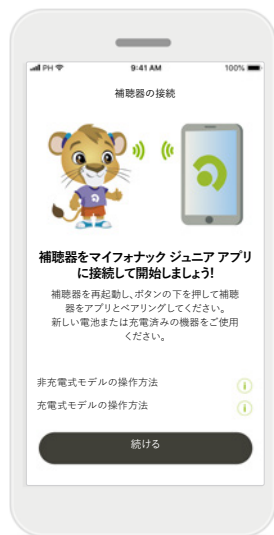 PH
9:41 AM
100%
補聴器の接続
補聴器をマイフォナック ジュニア アプリ
に接続して開始しましょう!
補聴器を再起動し、ボタンの下を押して補聴
器をアプリとペアリングしてください。
新しい電池または充電済みの機器をご使用
ください。
非充電式モデルの操作方法
充電式モデルの操作方法
続ける